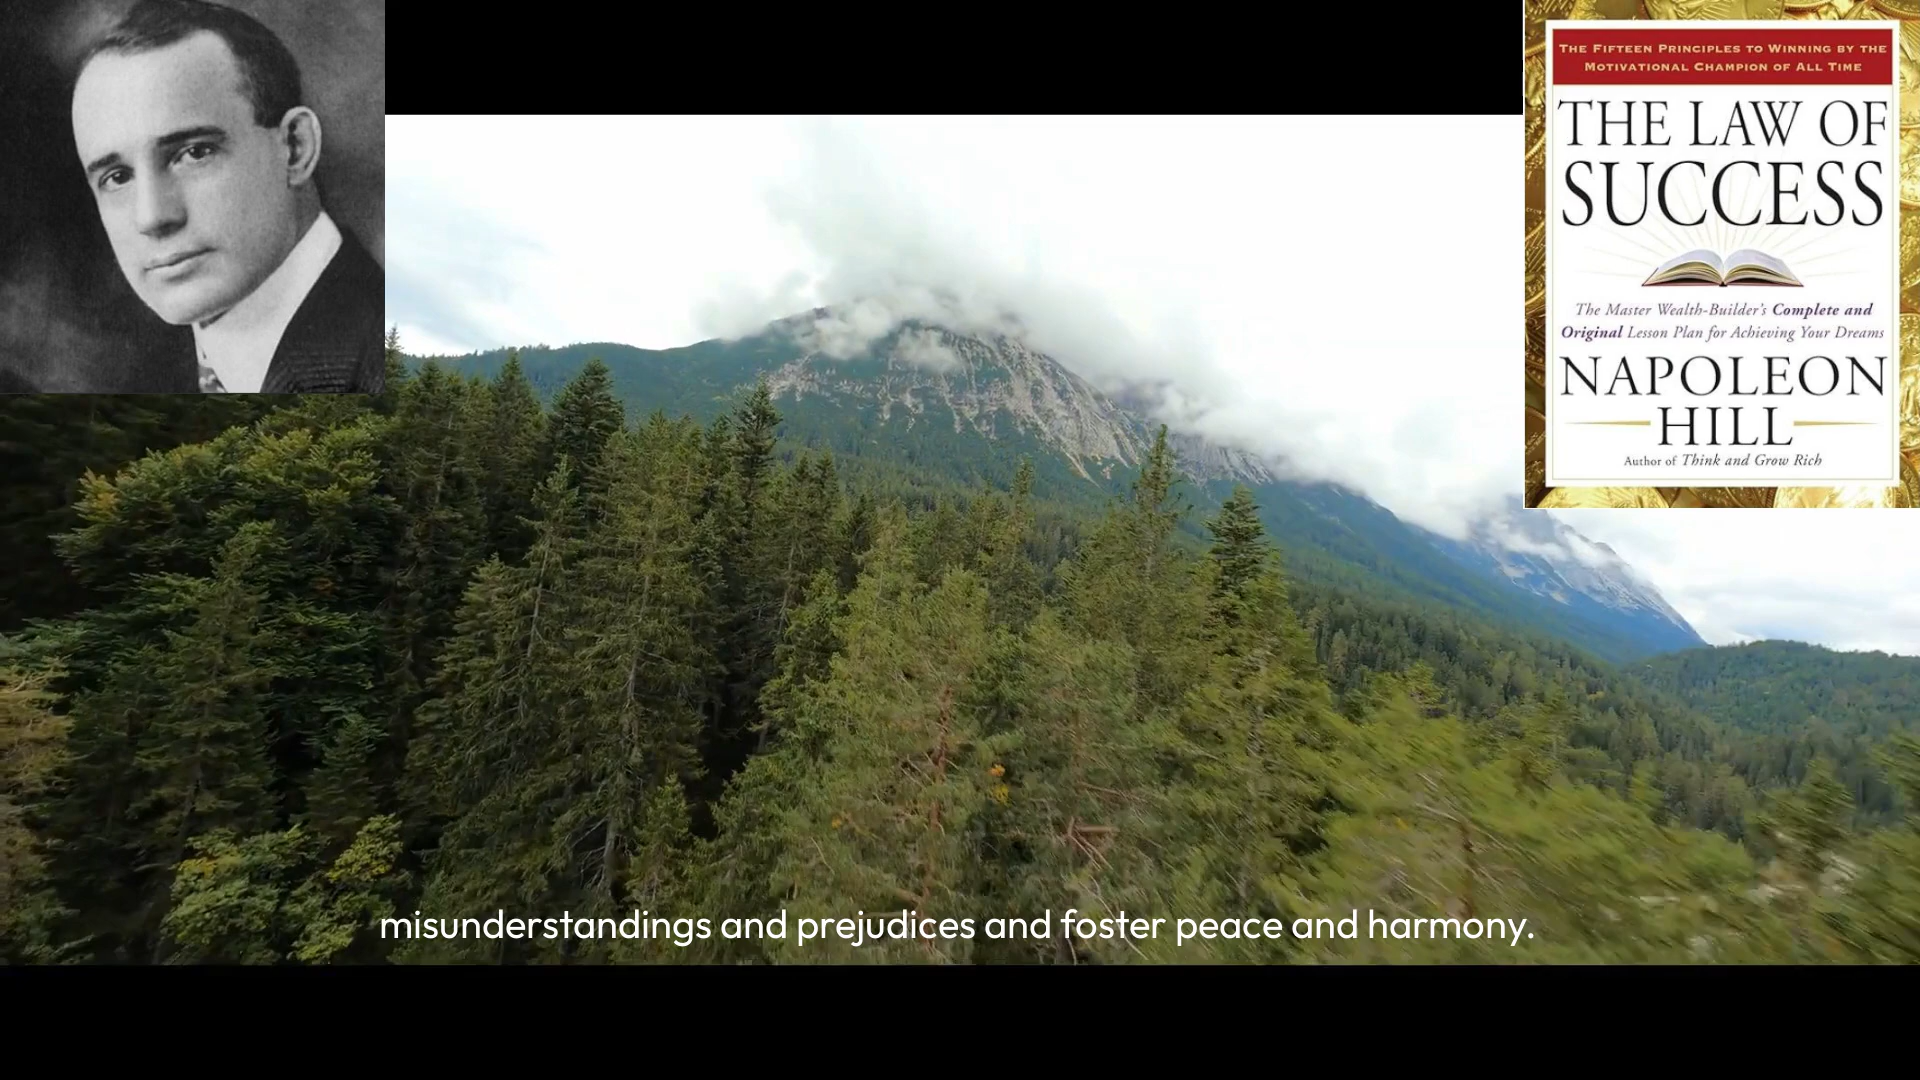 THE FIFTEEN PRINCIPLES TO WINNING BY THE
MOTIVATIONAL CHAMPION OF ALL TIME
THE LAW OF
SUCCESS
The Master Wealth-Builder's Complete and
Original Lesson Plan for Achieving Your Dreams
NAPOLEON
HILL
Author of Think and Grow Rich
misunderstandings and prejudices and foster peace and harmony.